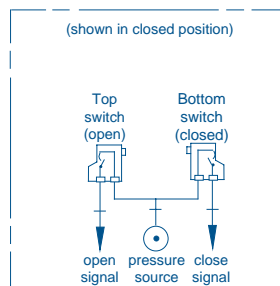 (shown in closed position)
Top
switch
(open)
Bottom
switch
(closed)
open
signal
pressure
source
close
signal